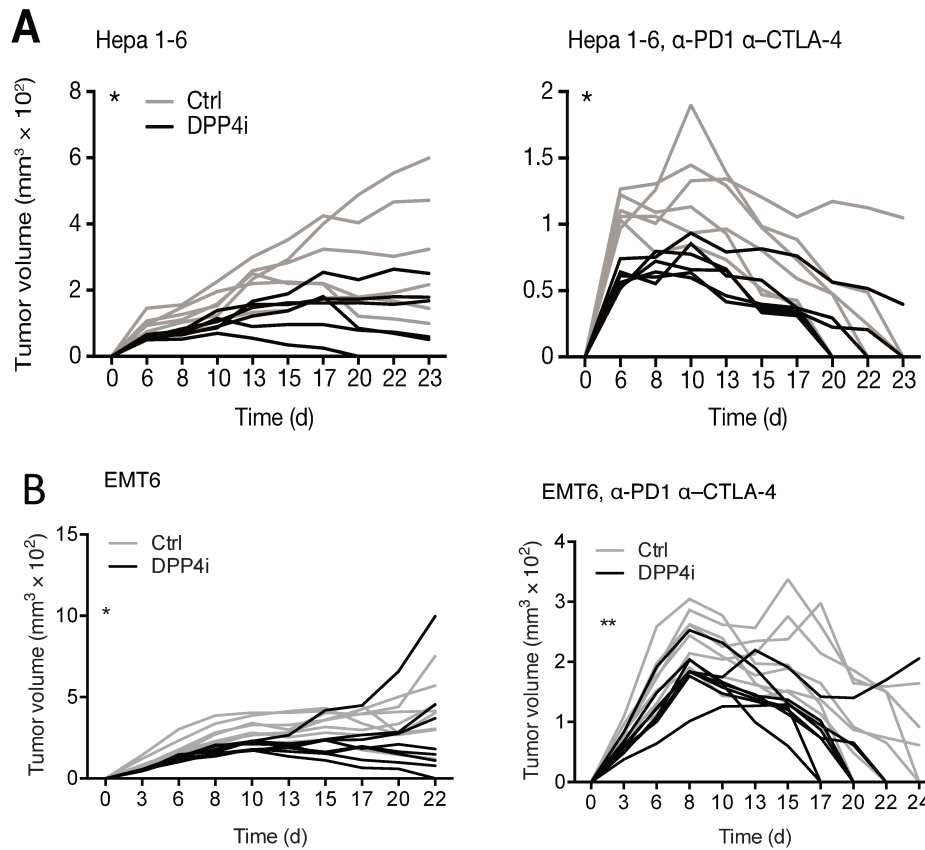 A
Hepa 1-6
Tumor volume (mm³ × 10²)
8
6
4
2
0
*
Ctrl
DPP4i
0 6 8 10 13 15 17 20 22 23
Time (d)
Hepa 1-6, α-PD1 α–CTLA-4
2
1.5
1
0.5
0
*
0 6 8 10 13 15 17 20 22 23
Time (d)
B
EMT6
Tumor volume (mm³ × 10²)
15
10
5
0
Ctrl
DPP4i
*
0 3 6 8 10 13 15 17 20 22
Time (d)
EMT6, α-PD1 α–CTLA-4
Tumor volume (mm³ × 10²)
4
3
2
1
0
Ctrl
DPP4i
**
0 3 6 8 10 13 15 17 20 22 24
Time (d)